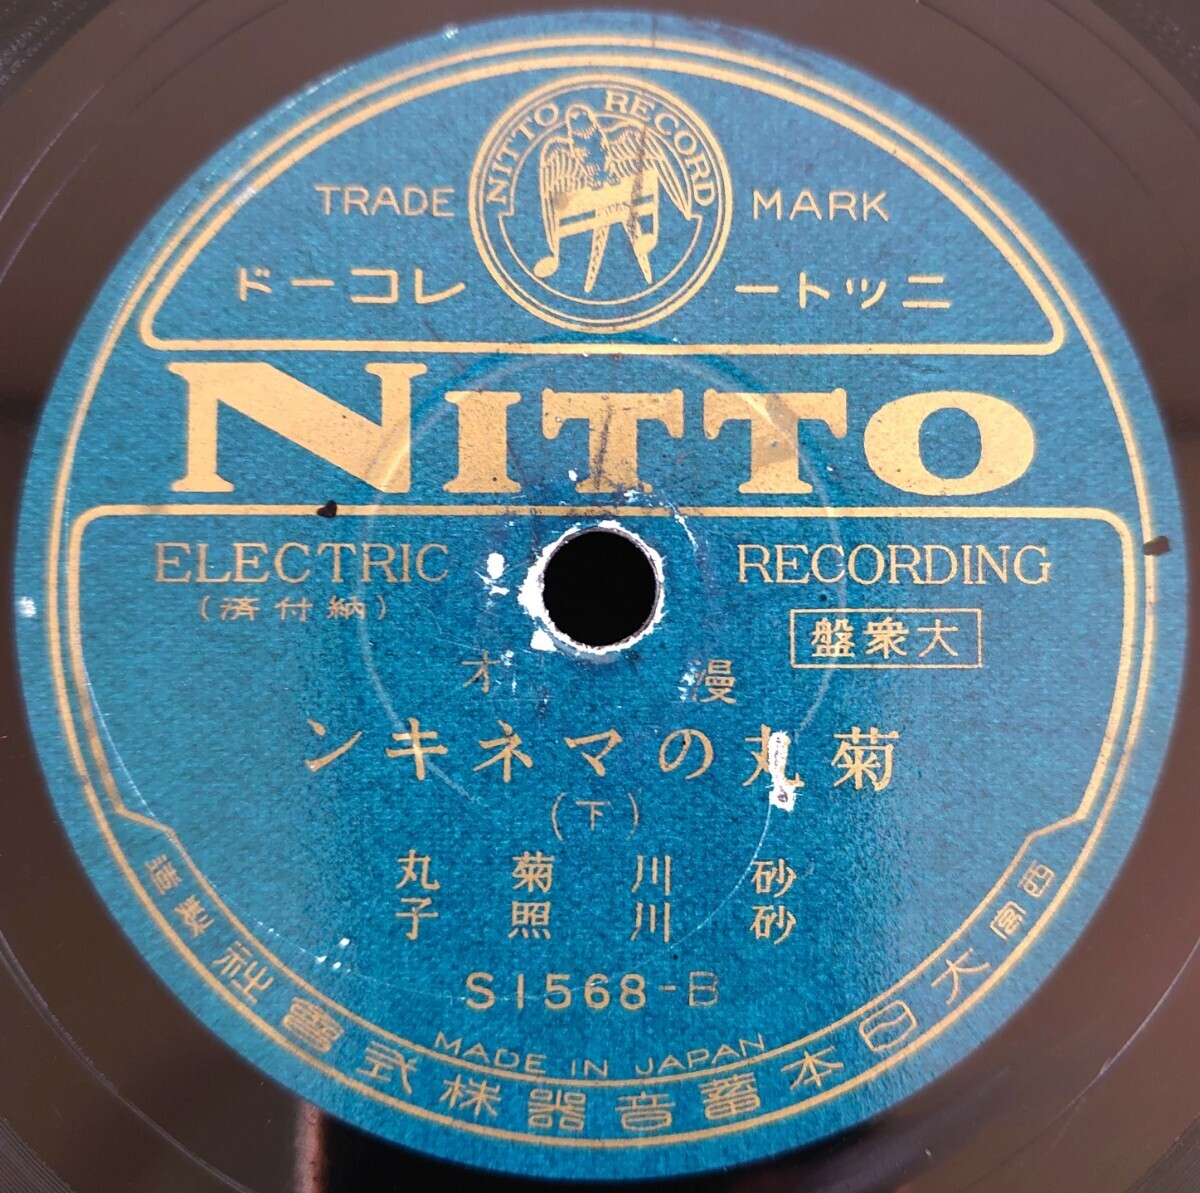 NITTO RECORD
TRADE MARK
ニットーレコード
NITTO
ELECTRIC RECORDING
(納付済)
大衆盤
漫才
菊丸のマネキン
(下)
砂川菊丸
砂川照子
S1568-B
MADE IN JAPAN
西宮 大日本蓄音器株式會社 製造